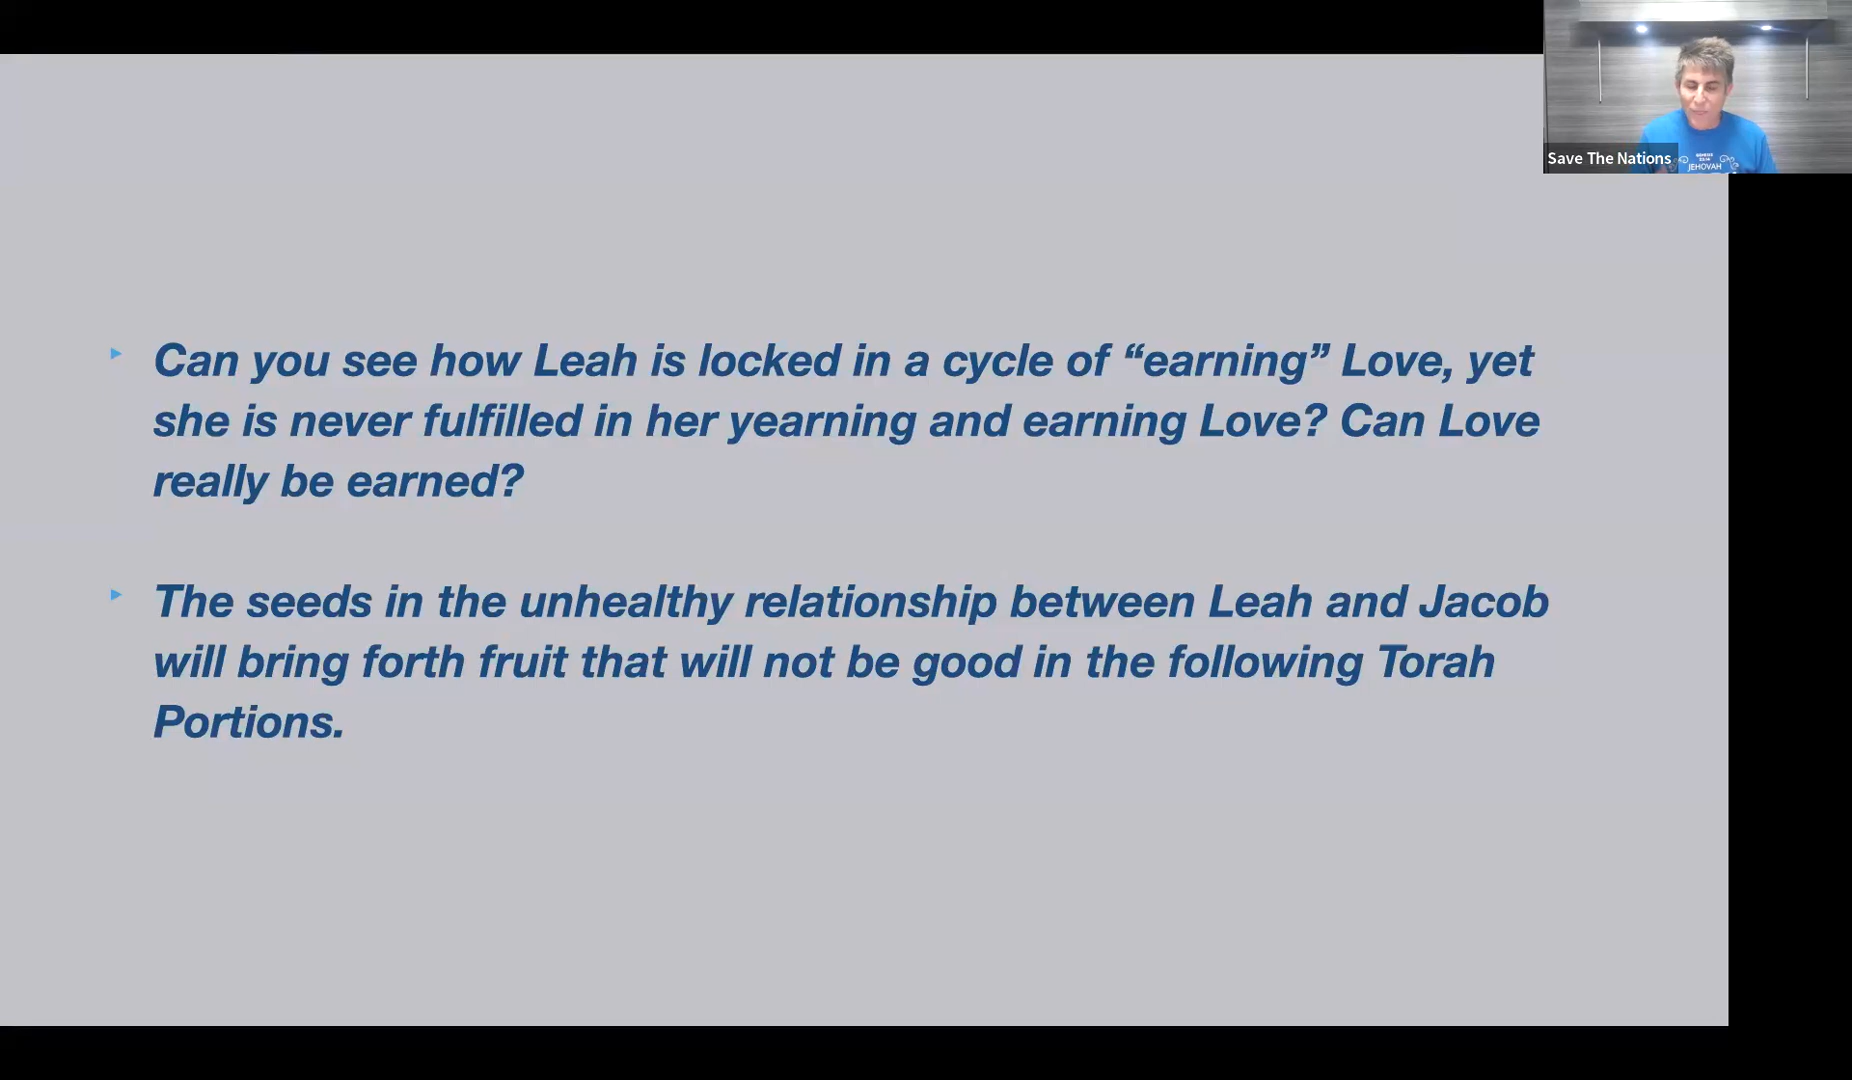 Save The Nations
JEHOVAH
Can you see how Leah is locked in a cycle of “earning” Love, yet
she is never fulfilled in her yearning and earning Love? Can Love
really be earned?
The seeds in the unhealthy relationship between Leah and Jacob
will bring forth fruit that will not be good in the following Torah
Portions.